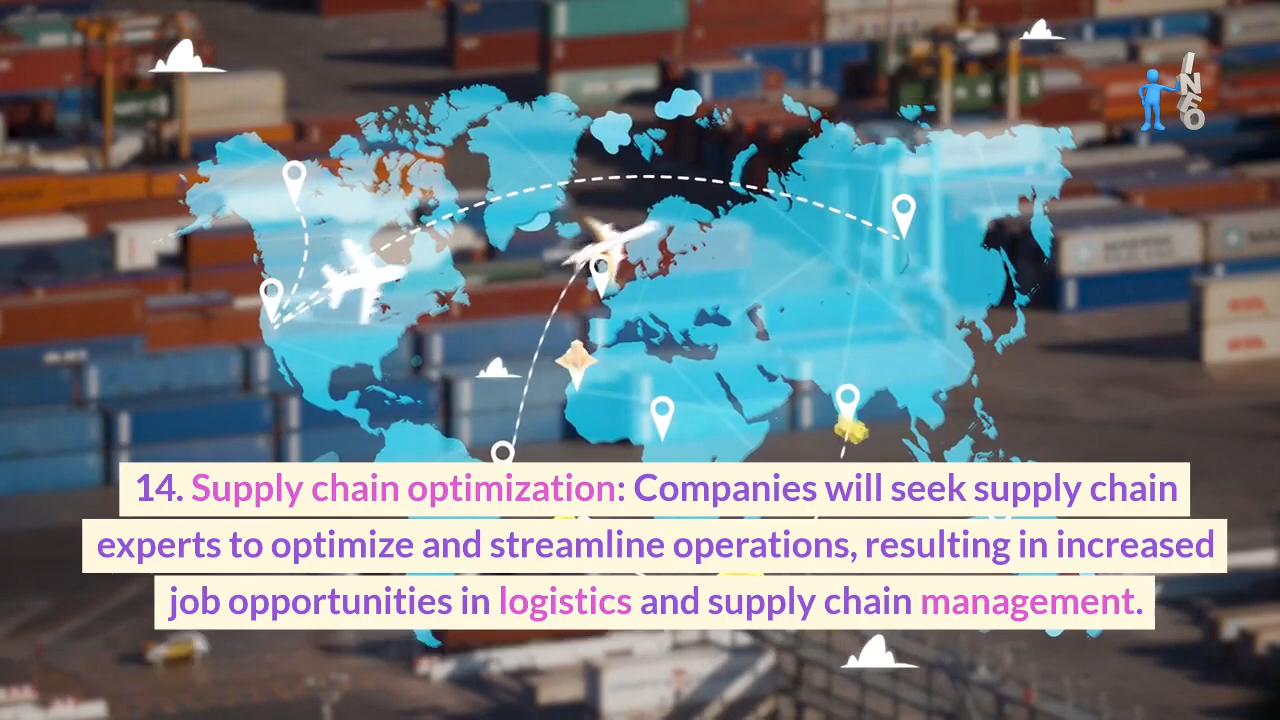 INFO
14. Supply chain optimization: Companies will seek supply chain
experts to optimize and streamline operations, resulting in increased
job opportunities in logistics and supply chain management.